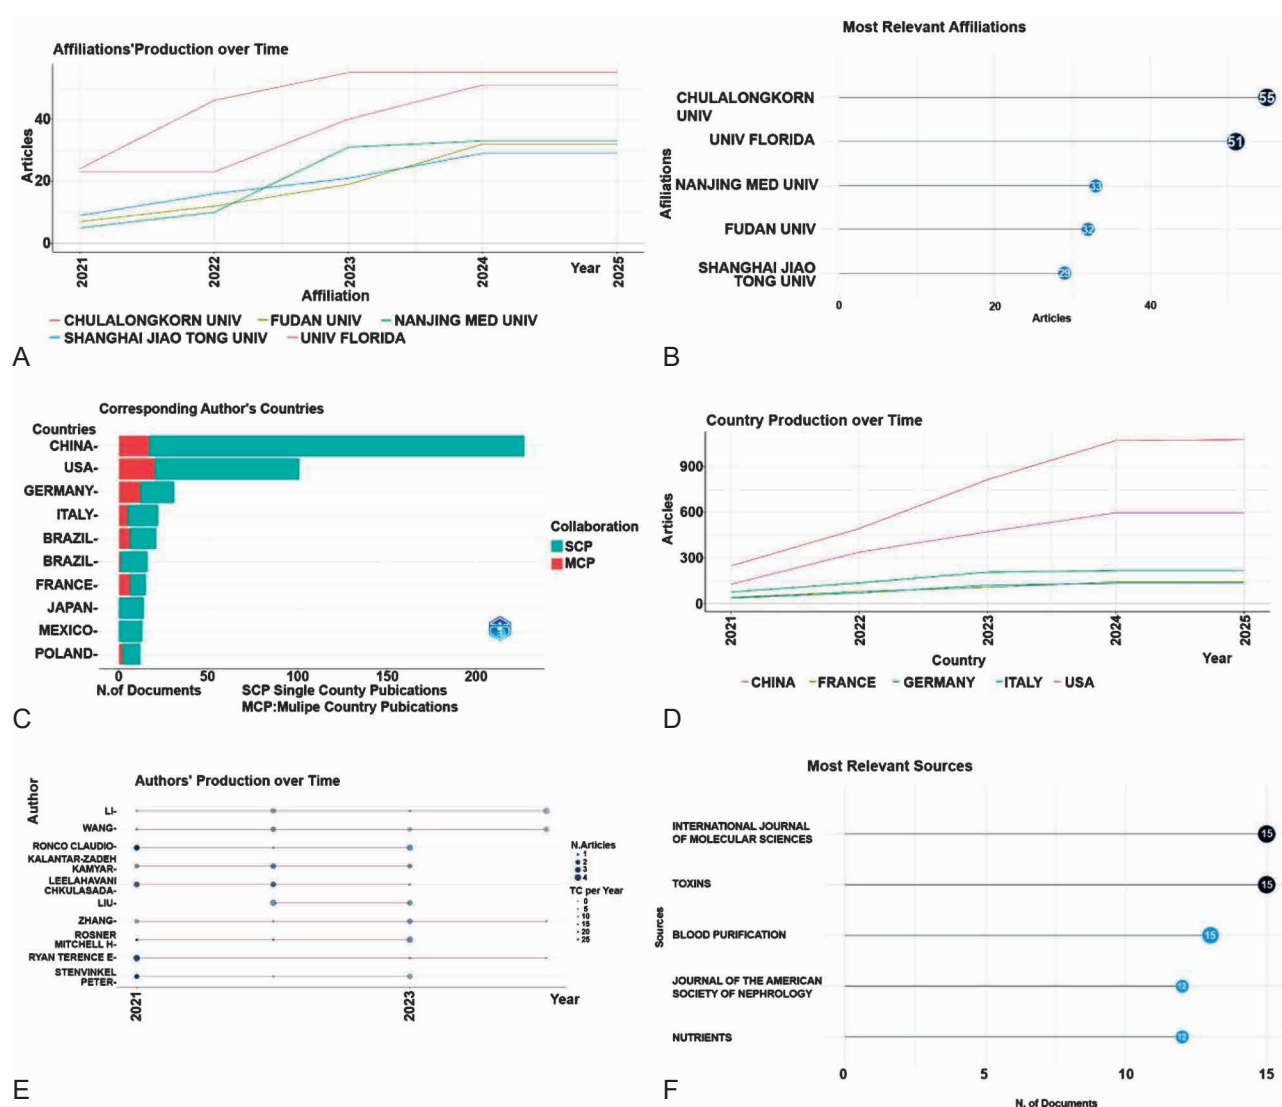 Affiliations'Production over Time
Articles
40
20
0
2021
2022
2023
2024
2025
Year
Affiliation
CHULALONGKORN UNIV
FUDAN UNIV
NANJING MED UNIV
SHANGHAI JIAO TONG UNIV
UNIV FLORIDA
A
Most Relevant Affiliations
Afiliations
CHULALONGKORN
UNIV
55
UNIV FLORIDA
51
NANJING MED UNIV
33
FUDAN UNIV
32
SHANGHAI JIAO
TONG UNIV
29
0
20
40
Articles
B
Corresponding Author's Countries
Countries
CHINA-
USA-
GERMANY-
ITALY-
BRAZIL-
BRAZIL-
FRANCE-
JAPAN-
MEXICO-
POLAND-
0
50
100
150
200
N.of Documents
SCP Single County Pubications
MCP:Mulipe Country Pubications
Collaboration
SCP
MCP
C
Country Production over Time
Articles
900
600
300
0
2021
2022
2023
2024
2025
Country
Year
CHINA
FRANCE
GERMANY
ITALY
USA
D
Authors' Production over Time
Author
LI-
WANG-
RONCO CLAUDIO-
KALANTAR-ZADEH
KAMYAR-
LEELAHAVANI
CHKULASADA-
LIU-
ZHANG-
ROSNER
MITCHELL H-
RYAN TERENCE E-
STENVINKEL
PETER-
2021
2023
Year
N.Articles
1
2
3
4
TC per Year
0
5
10
15
20
25
E
Most Relevant Sources
Sources
INTERNATIONAL JOURNAL
OF MOLECULAR SCIENCES
15
TOXINS
15
BLOOD PURIFICATION
15
JOURNAL OF THE AMERICAN
SOCIETY OF NEPHROLOGY
12
NUTRIENTS
12
0
5
10
15
N. of Documents
F